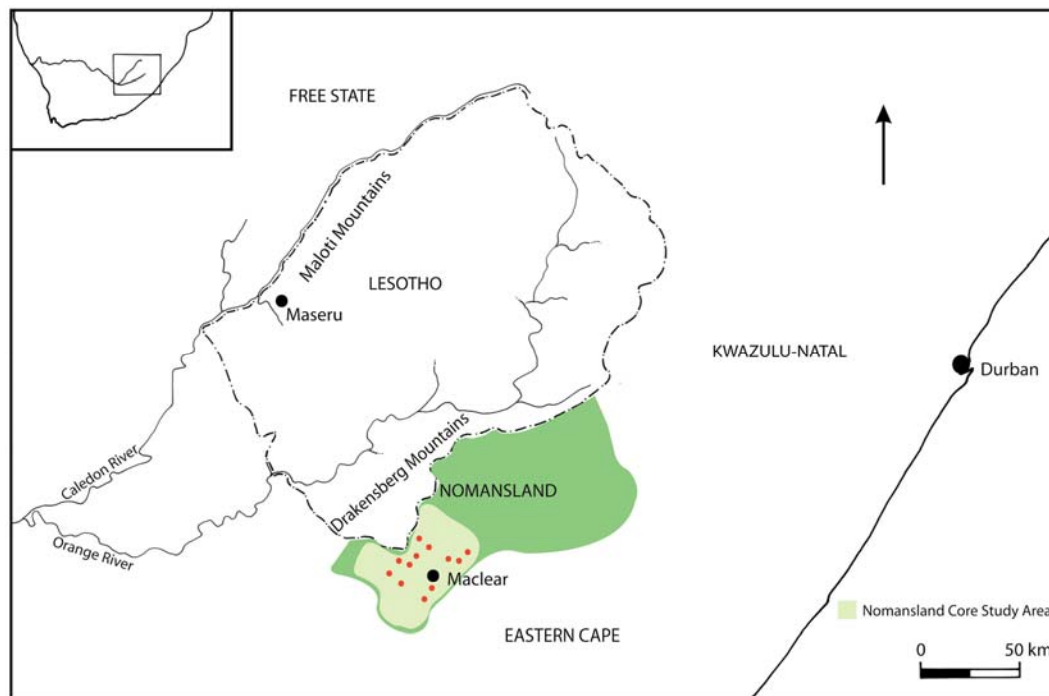 FREE STATE
Maloti Mountains
LESOTHO
Maseru
KWAZULU-NATAL
Durban
Caledon River
Drakensberg Mountains
NOMANSLAND
Orange River
Maclear
Nomansland Core Study Area
EASTERN CAPE
0 50 km